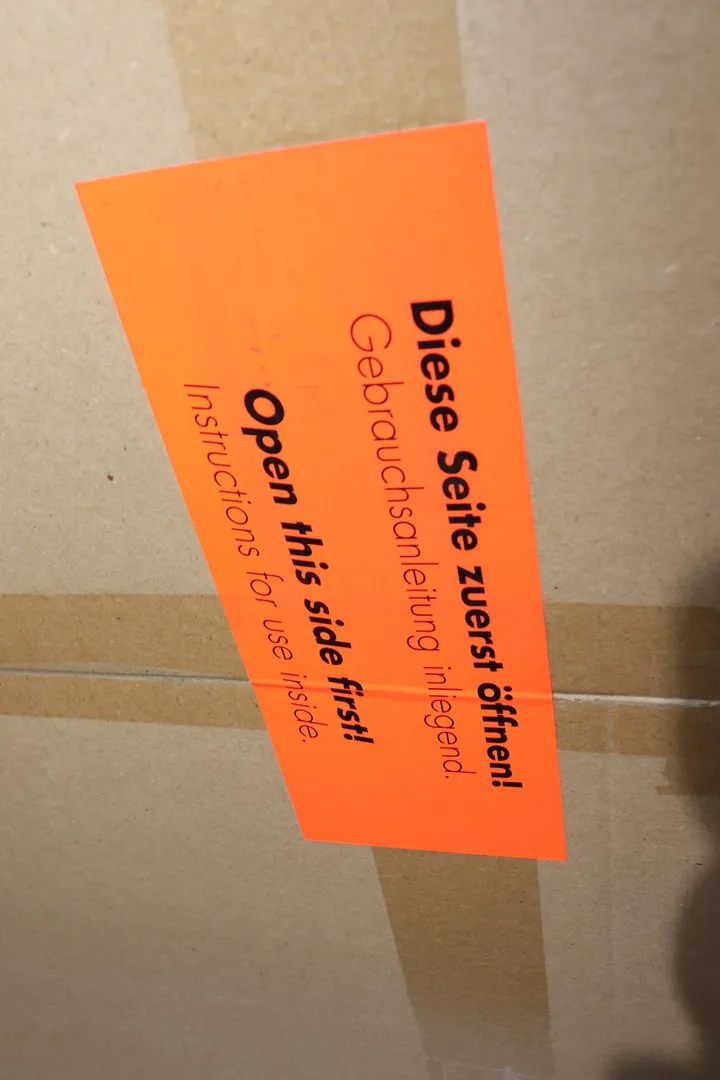 Diese Seite zuerst öffnen!
Gebrauchsanleitung inliegend.
Open this side first!
Instructions for use inside.